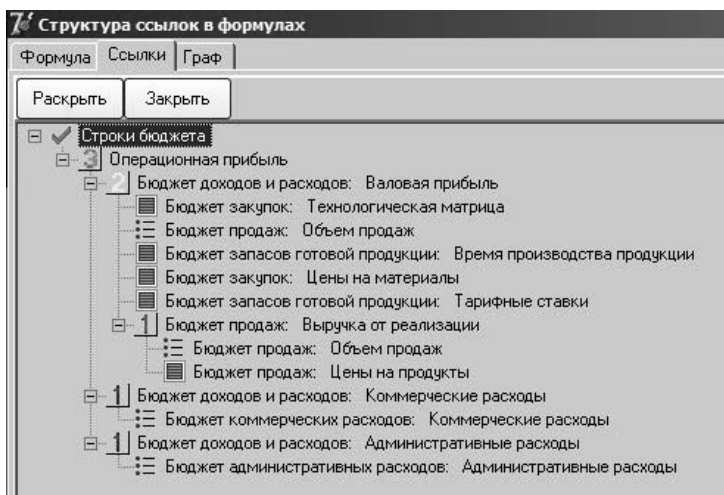 Структура ссылок в формулах
Формула Ссылки Граф
Раскрыть Закрыть
Строки бюджета
3 Операционная прибыль
2 Бюджет доходов и расходов: Валовая прибыль
Бюджет закупок: Технологическая матрица
Бюджет продаж: Объем продаж
Бюджет запасов готовой продукции: Время производства продукции
Бюджет закупок: Цены на материалы
Бюджет запасов готовой продукции: Тарифные ставки
1 Бюджет продаж: Выручка от реализации
Бюджет продаж: Объем продаж
Бюджет продаж: Цены на продукты
1 Бюджет доходов и расходов: Коммерческие расходы
Бюджет коммерческих расходов: Коммерческие расходы
1 Бюджет доходов и расходов: Административные расходы
Бюджет административных расходов: Административные расходы